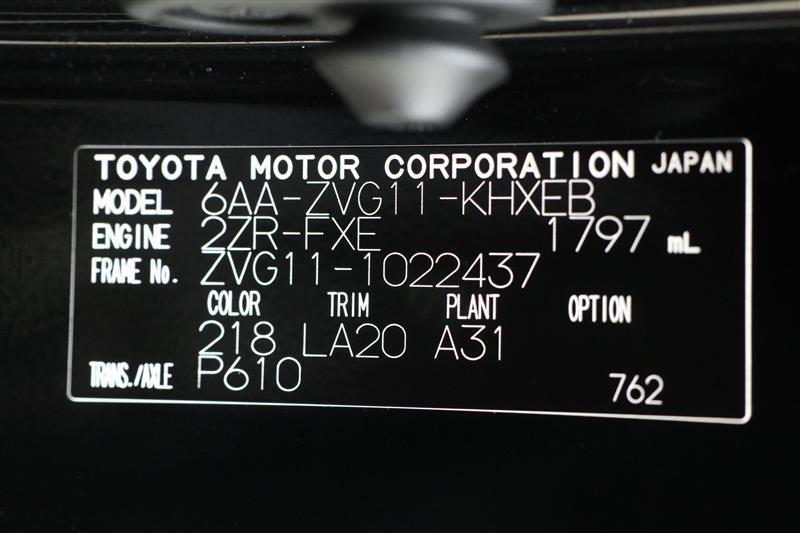 TOYOTA MOTOR CORPORATION JAPAN
MODEL 6AA-ZVG11-KHXEB
ENGINE 2ZR-FXE 1797 mL
FRAME No. ZVG11-1022437
COLOR TRIM PLANT OPTION
218 LA20 A31
TRANS./AXLE P610 762